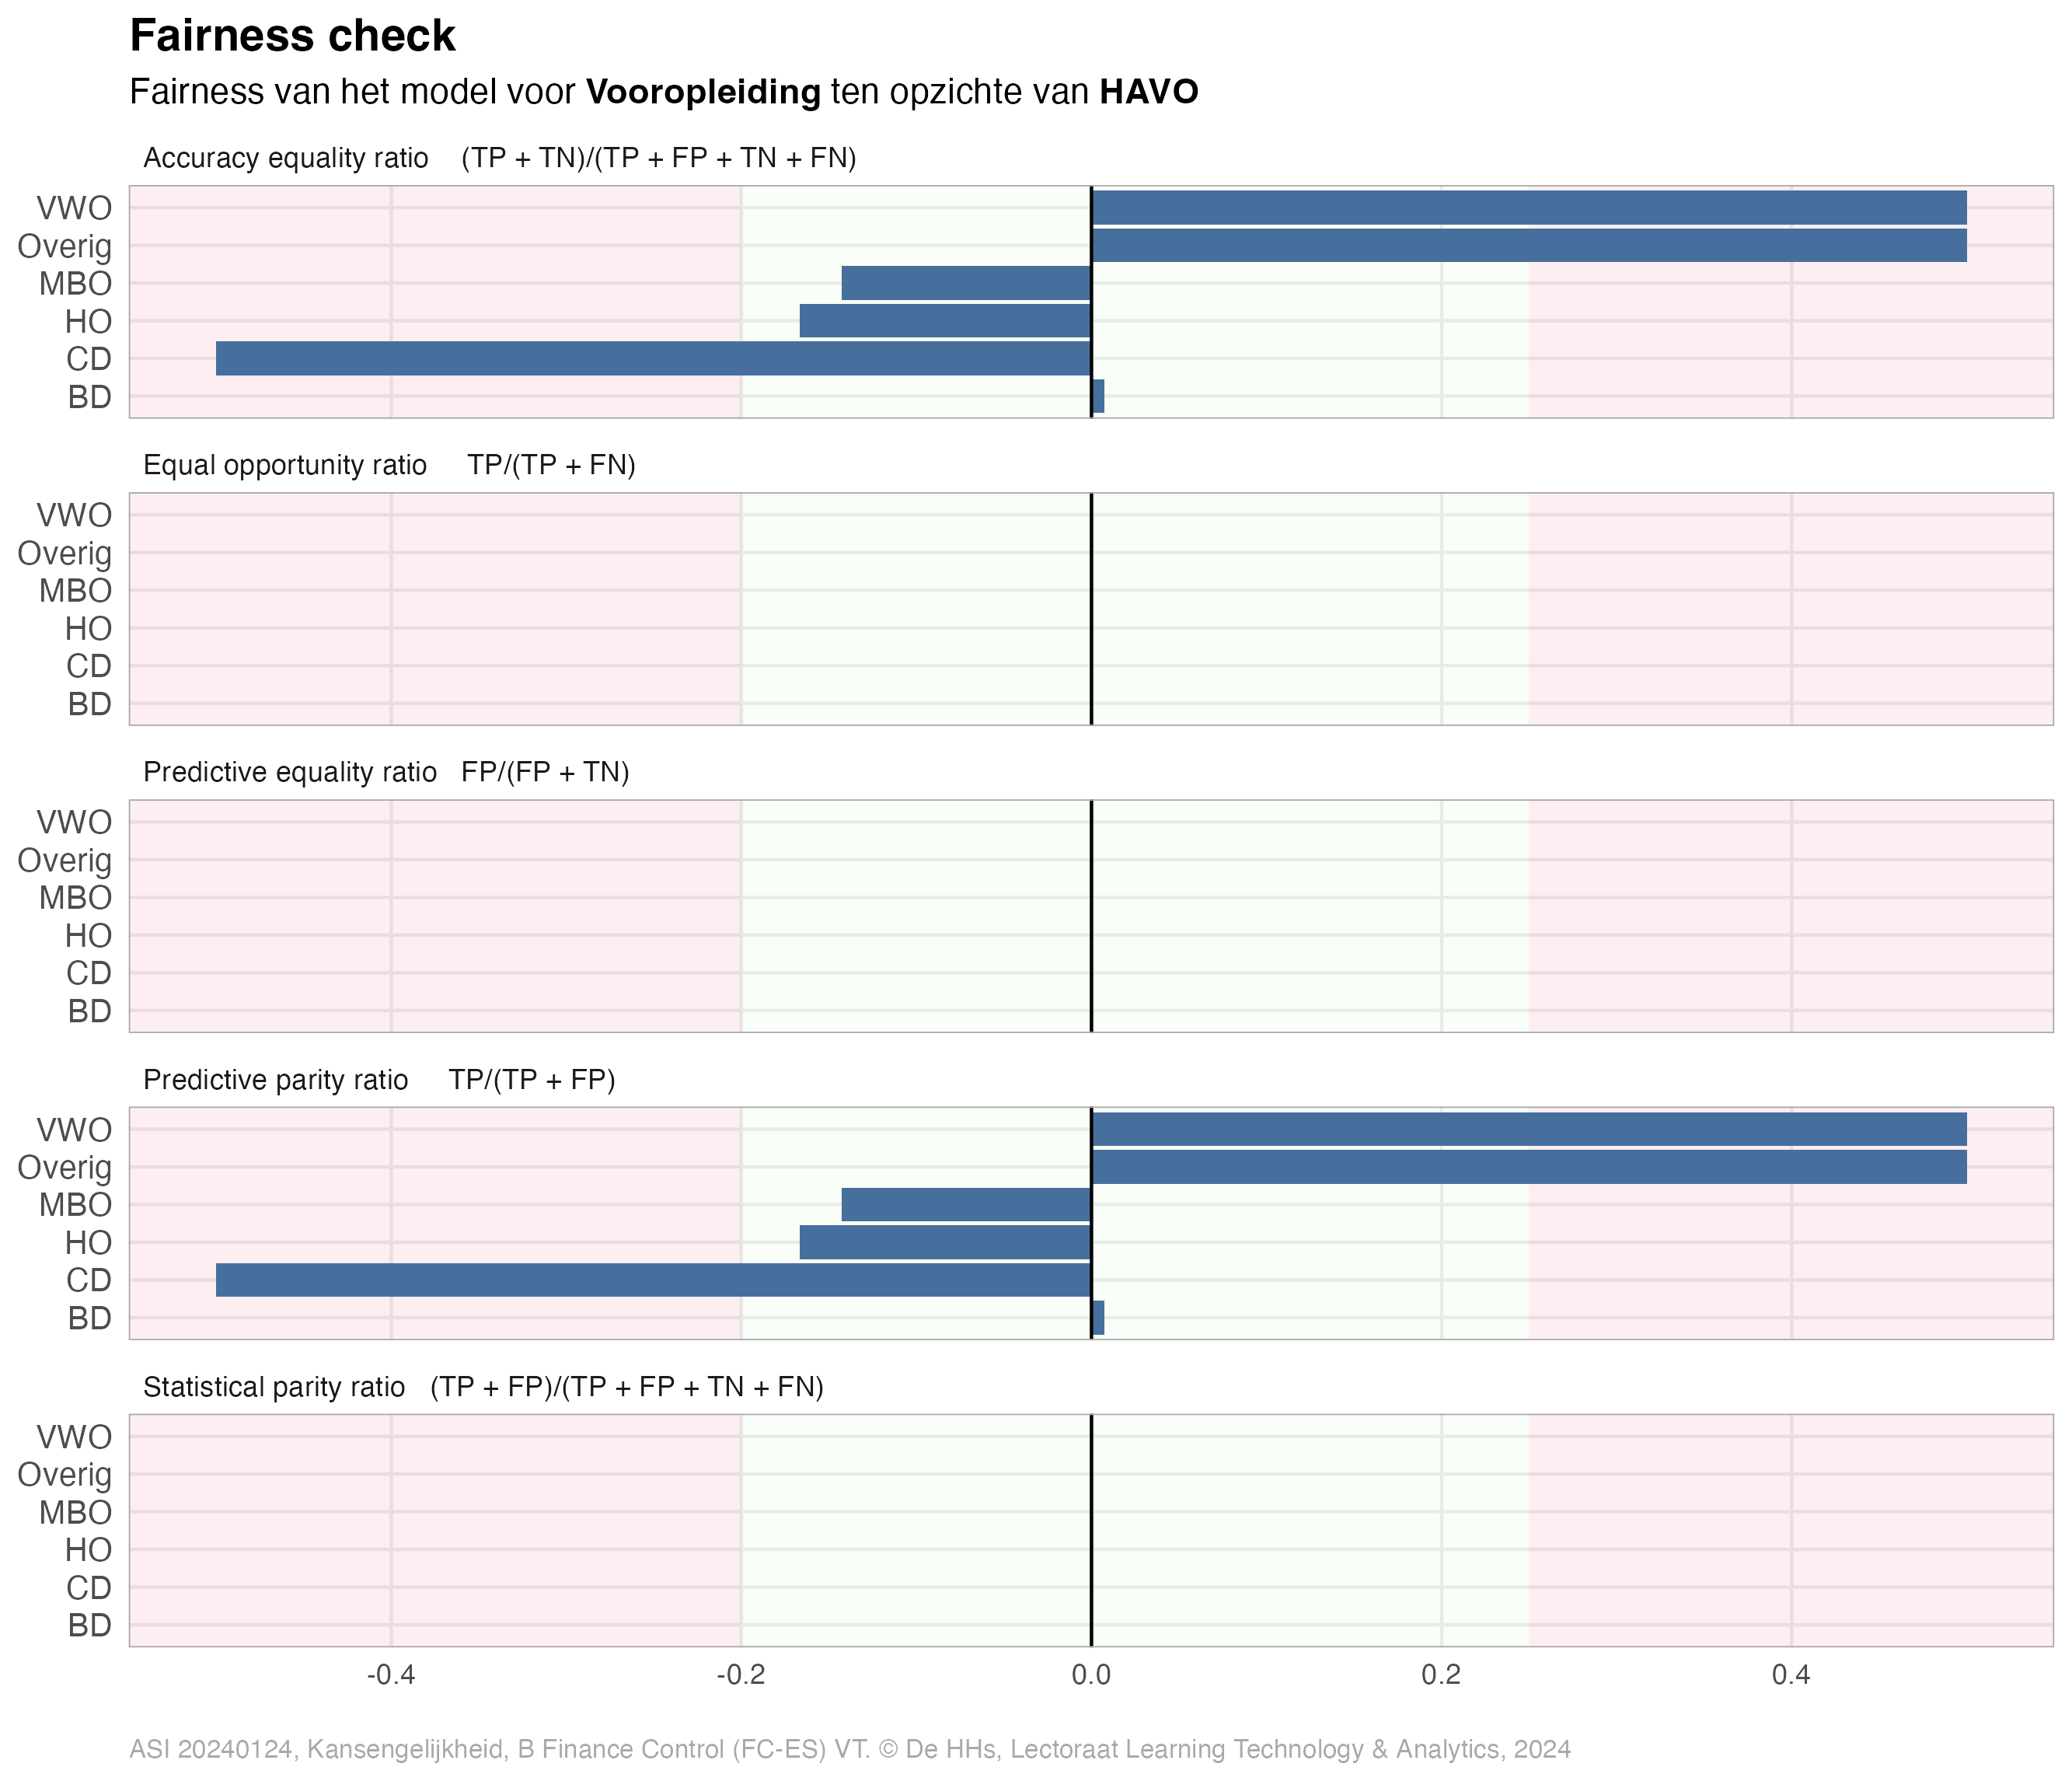 Fairness check
Fairness van het model voor Vooropleiding ten opzichte van HAVO
Accuracy equality ratio (TP + TN)/(TP + FP + TN + FN)
VWO
Overig
MBO
HO
CD
BD
Equal opportunity ratio TP/(TP + FN)
VWO
Overig
MBO
HO
CD
BD
Predictive equality ratio FP/(FP + TN)
VWO
Overig
MBO
HO
CD
BD
Predictive parity ratio TP/(TP + FP)
VWO
Overig
MBO
HO
CD
BD
Statistical parity ratio (TP + FP)/(TP + FP + TN + FN)
VWO
Overig
MBO
HO
CD
BD
-0.4 -0.2 0.0 0.2 0.4
ASI 20240124, Kansengelijkheid, B Finance Control (FC-ES) VT. © De HHs, Lectoraat Learning Technology & Analytics, 2024